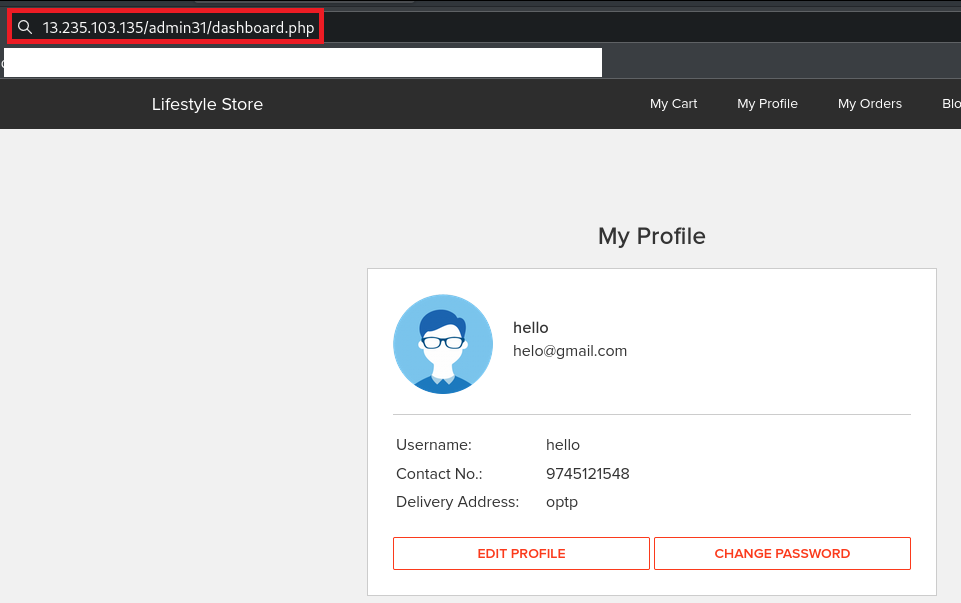 13.235.103.135/admin31/dashboard.php
Lifestyle Store My Cart My Profile My Orders Blo
My Profile
hello
helo@gmail.com
Username: hello
Contact No.: 9745121548
Delivery Address: optp
EDIT PROFILE CHANGE PASSWORD